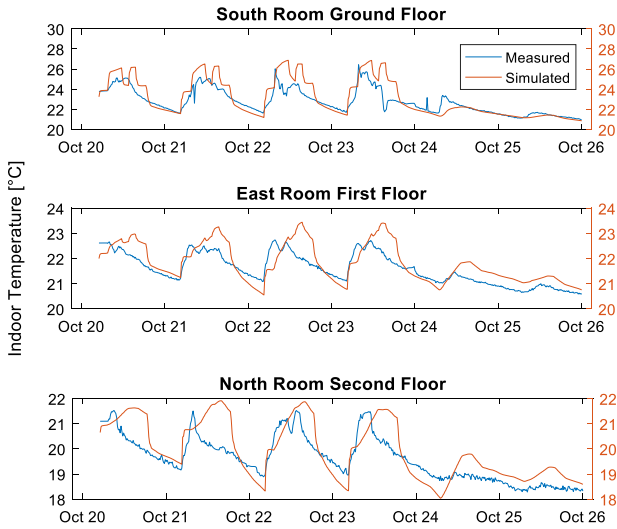 South Room Ground Floor
30 30
28 28
26 26
24 24
22 22
20 20
Measured
Simulated
Oct 20 Oct 21 Oct 22 Oct 23 Oct 24 Oct 25 Oct 26
Indoor Temperature [°C]
East Room First Floor
24 24
23 23
22 22
21 21
20 20
Oct 20 Oct 21 Oct 22 Oct 23 Oct 24 Oct 25 Oct 26
North Room Second Floor
22 22
21 21
20 20
19 19
18 18
Oct 20 Oct 21 Oct 22 Oct 23 Oct 24 Oct 25 Oct 26